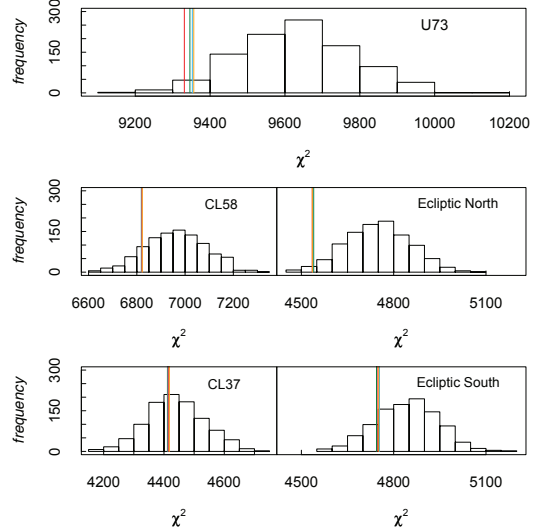 frequency
0 150 300
U73
9200 9400 9600 9800 10000 10200
χ²
frequency
0 150 300
CL58
Ecliptic North
6600 6800 7000 7200
4500 4800 5100
χ²
χ²
frequency
0 150 300
CL37
Ecliptic South
4200 4400 4600
4500 4800 5100
χ²
χ²